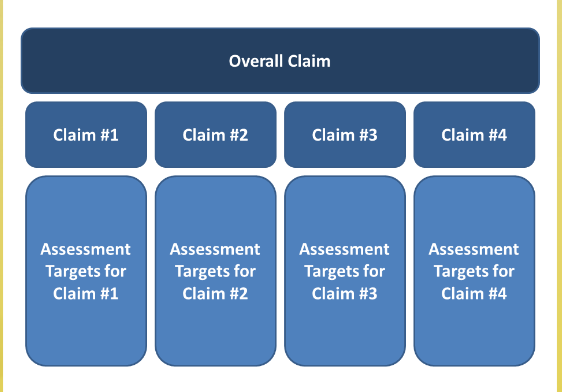 Overall Claim
Claim #1
Claim #2
Claim #3
Claim #4
Assessment
Targets for
Claim #1
Assessment
Targets for
Claim #2
Assessment
Targets for
Claim #3
Assessment
Targets for
Claim #4